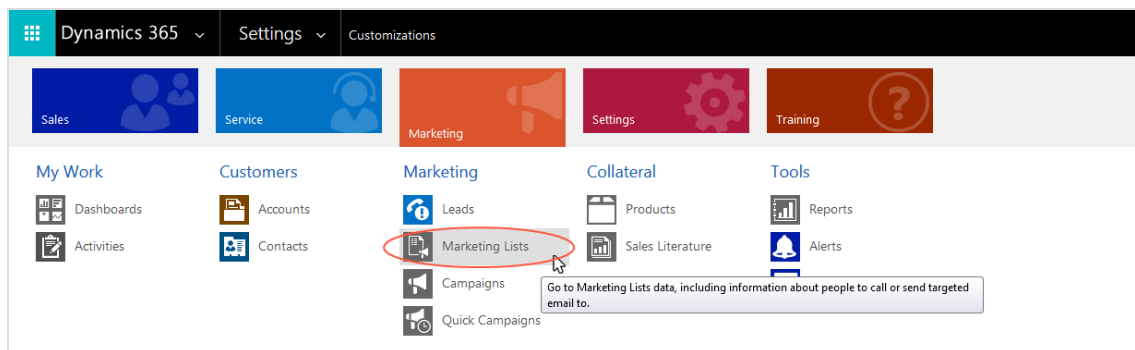 Dynamics 365 Settings Customizations
Sales Service Marketing Settings Training
My Work Customers Marketing Collateral Tools
Dashboards Accounts Leads Products Reports
Activities Contacts Marketing Lists Sales Literature Alerts
Campaigns
Go to Marketing Lists data, including information about people to call or send targeted
email to.
Quick Campaigns